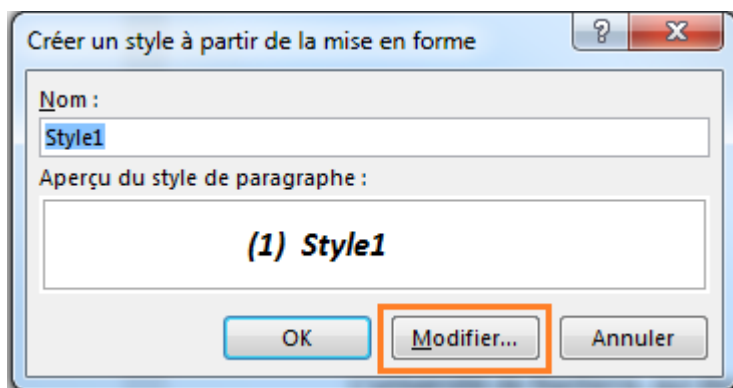 Créer un style à partir de la mise en forme
Nom :
Style1
Aperçu du style de paragraphe :
(1) Style1
OK Modifier... Annuler